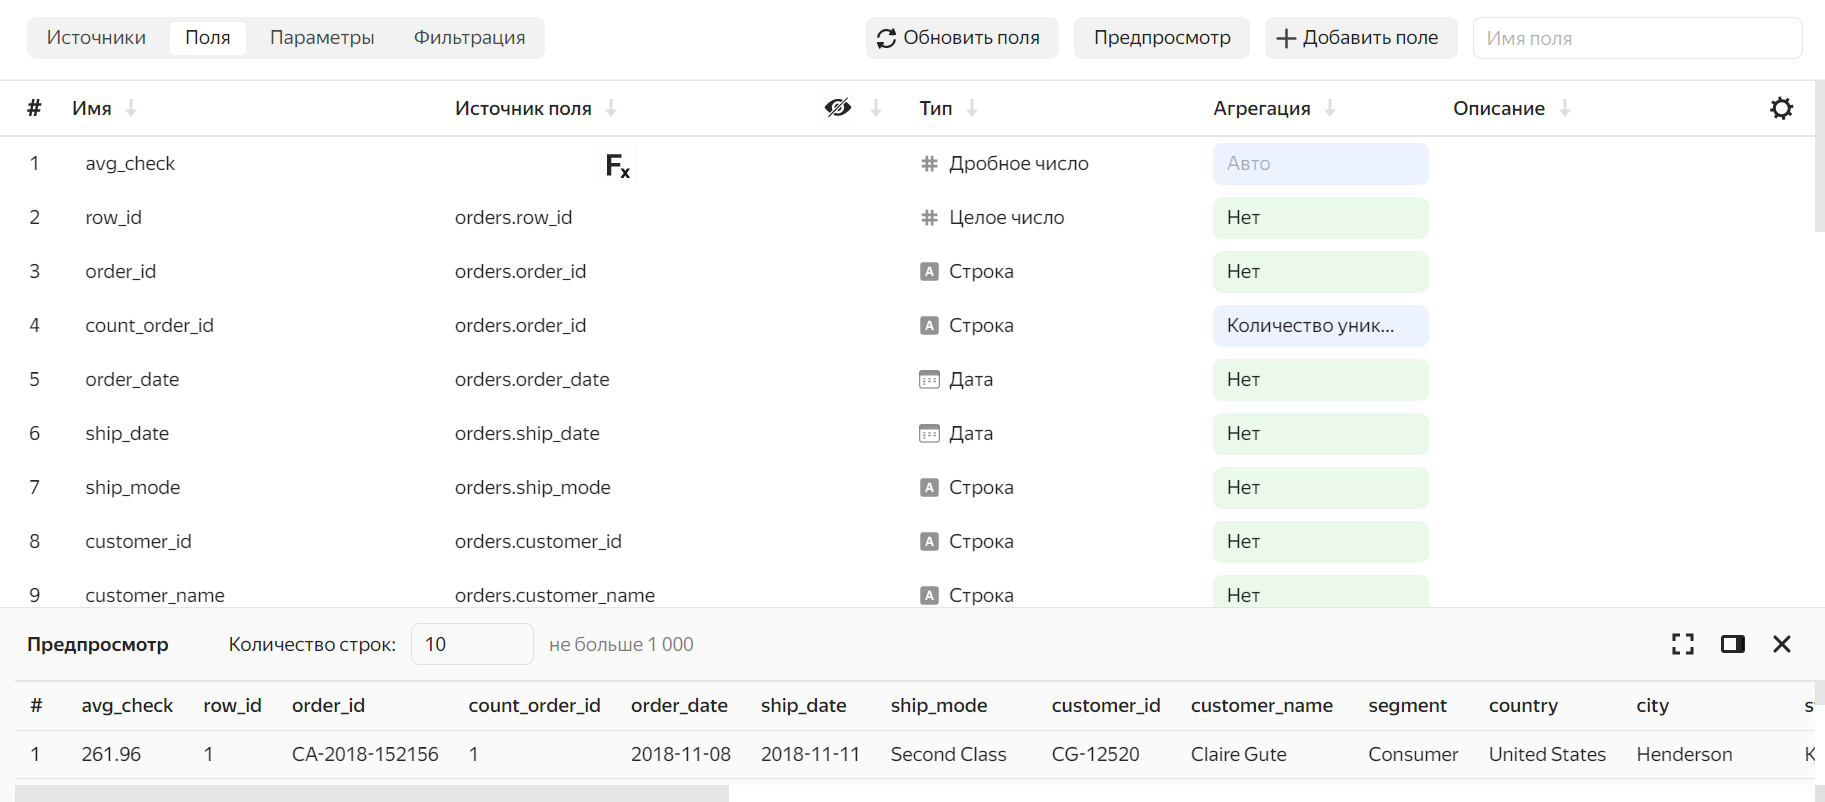 Источники Поля Параметры Фильтрация Обновить поля Предпросмотр Добавить поле Имя поля
# Имя Источник поля Тип Агрегация Описание
1 avg_check Fx Дробное число Авто
2 row_id orders.row_id Целое число Нет
3 order_id orders.order_id A Строка Нет
4 count_order_id orders.order_id A Строка Количество уник...
5 order_date orders.order_date Дата Нет
6 ship_date orders.ship_date Дата Нет
7 ship_mode orders.ship_mode A Строка Нет
8 customer_id orders.customer_id A Строка Нет
9 customer_name orders.customer_name A Строка Нет
Предпросмотр Количество строк: 10 не больше 1 000
# avg_check row_id order_id count_order_id order_date ship_date ship_mode customer_id customer_name segment country city
1 261.96 1 CA-2018-152156 1 2018-11-08 2018-11-11 Second Class CG-12520 Claire Gute Consumer United States Henderson